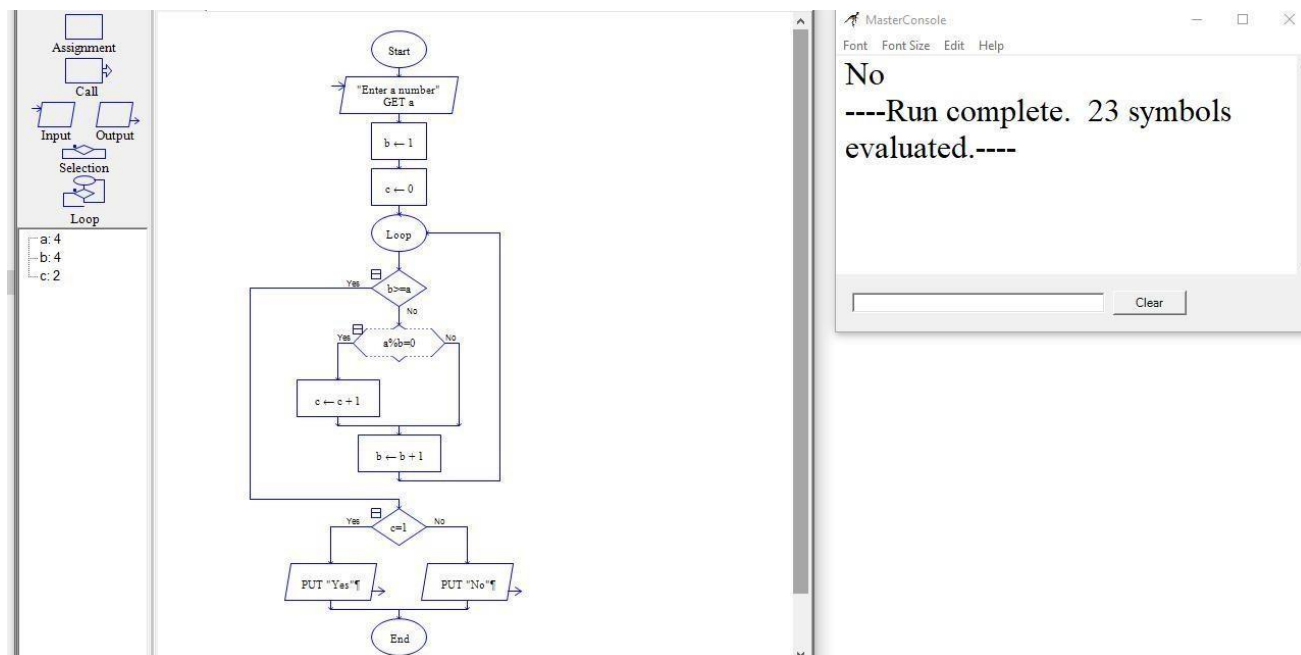 Assignment
Call
Input Output
Selection
Loop
a: 4
b: 4
c: 2
Start
"Enter a number"
GET a
b ← 1
c ← 0
Loop
Yes
b>=a
No
Yes
a%b=0
No
c ← c + 1
b ← b + 1
Yes
c=1
No
PUT "Yes"¶
PUT "No"¶
End
MasterConsole
Font Font Size Edit Help
No
----Run complete. 23 symbols
evaluated.----
Clear